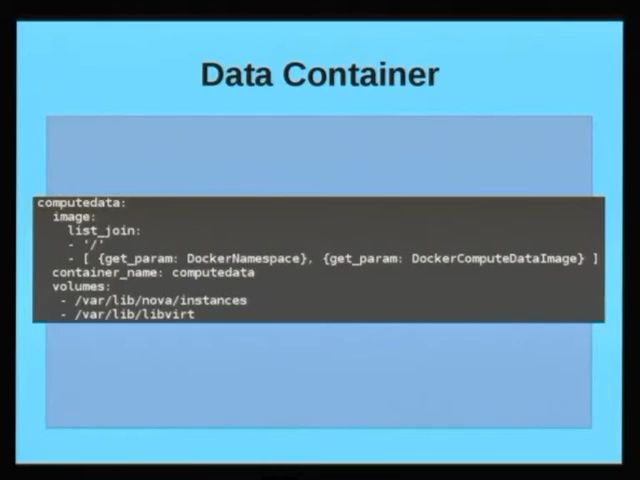 Data Container
computedata:
image:
list_join:
- '/'
- [ {get_param: DockerNamespace}, {get_param: DockerComputeDataImage} ]
container_name: computedata
volumes:
- /var/lib/nova/instances
- /var/lib/libvirt